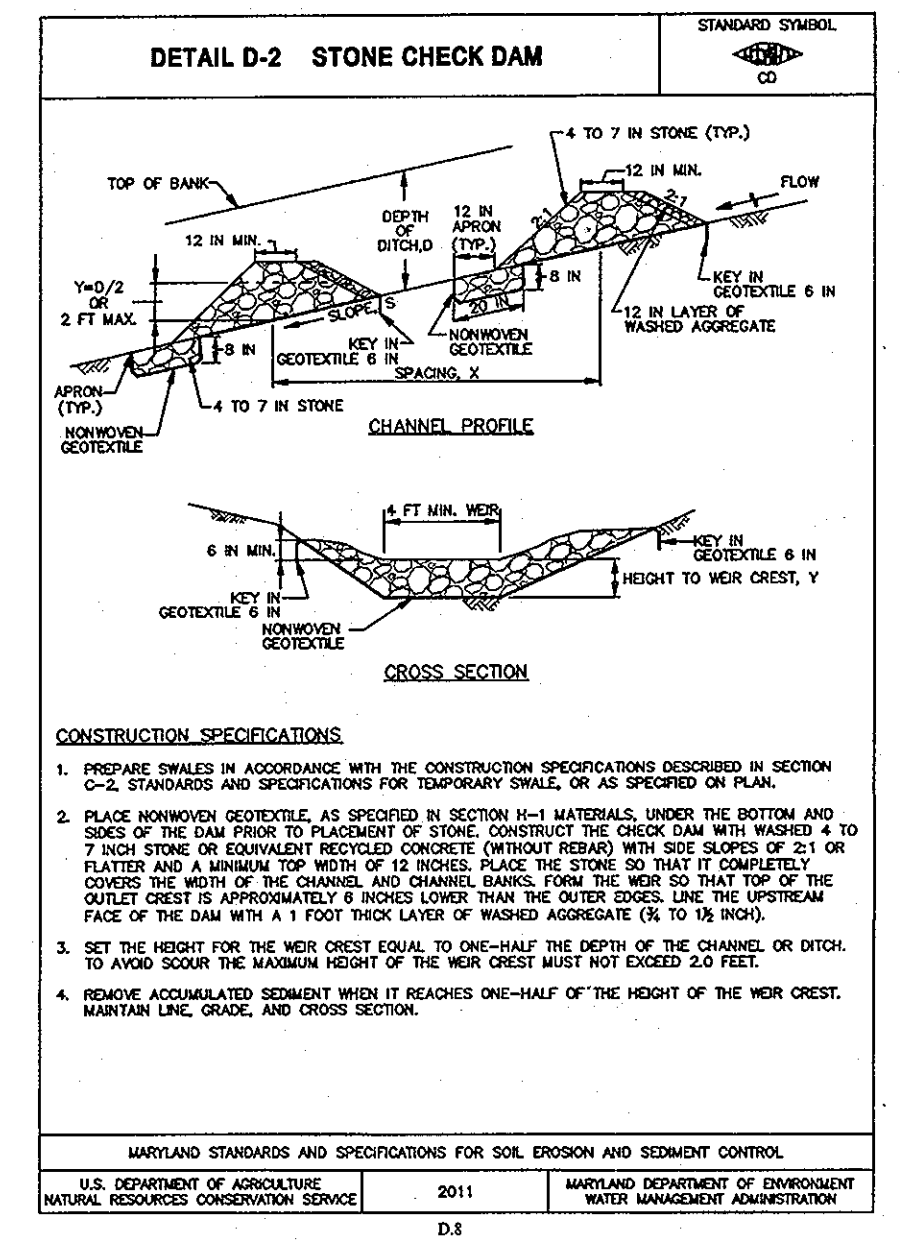 DETAIL D-2 STONE CHECK DAM
STANDARD SYMBOL
CD
4 TO 7 IN STONE (TYP.)
12 IN MIN.
FLOW
TOP OF BANK
2:1
2:1
DEPTH
OF
DITCH,D
12 IN
APRON
(TYP.)
12 IN MIN.
Y=D/2
OR
2 FT MAX.
8 IN
KEY IN
GEOTEXTILE 6 IN
20 IN
12 IN LAYER OF
WASHED AGGREGATE
SLOPE, S
NONWOVEN
GEOTEXTILE
KEY IN
GEOTEXTILE 6 IN
8 IN
SPACING, X
APRON
(TYP.)
4 TO 7 IN STONE
NONWOVEN
GEOTEXTILE
CHANNEL PROFILE
4 FT MIN. WEIR
6 IN MIN.
KEY IN
GEOTEXTILE 6 IN
HEIGHT TO WEIR CREST, Y
KEY IN
GEOTEXTILE 6 IN
NONWOVEN
GEOTEXTILE
CROSS SECTION
CONSTRUCTION SPECIFICATIONS
1. PREPARE SWALES IN ACCORDANCE WITH THE CONSTRUCTION SPECIFICATIONS DESCRIBED IN SECTION
C-2, STANDARDS AND SPECIFICATIONS FOR TEMPORARY SWALE, OR AS SPECIFIED ON PLAN.
2. PLACE NONWOVEN GEOTEXTILE, AS SPECIFIED IN SECTION H-1 MATERIALS, UNDER THE BOTTOM AND
SIDES OF THE DAM PRIOR TO PLACEMENT OF STONE. CONSTRUCT THE CHECK DAM WITH WASHED 4 TO
7 INCH STONE OR EQUIVALENT RECYCLED CONCRETE (WITHOUT REBAR) WITH SIDE SLOPES OF 2:1 OR
FLATTER AND A MINIMUM TOP WIDTH OF 12 INCHES. PLACE THE STONE SO THAT IT COMPLETELY
COVERS THE WIDTH OF THE CHANNEL AND CHANNEL BANKS. FORM THE WEIR SO THAT TOP OF THE
OUTLET CREST IS APPROXIMATELY 6 INCHES LOWER THAN THE OUTER EDGES. LINE THE UPSTREAM
FACE OF THE DAM WITH A 1 FOOT THICK LAYER OF WASHED AGGREGATE (¾ TO 1½ INCH).
3. SET THE HEIGHT FOR THE WEIR CREST EQUAL TO ONE-HALF THE DEPTH OF THE CHANNEL OR DITCH.
TO AVOID SCOUR THE MAXIMUM HEIGHT OF THE WEIR CREST MUST NOT EXCEED 2.0 FEET.
4. REMOVE ACCUMULATED SEDIMENT WHEN IT REACHES ONE-HALF OF THE HEIGHT OF THE WEIR CREST.
MAINTAIN LINE, GRADE, AND CROSS SECTION.
MARYLAND STANDARDS AND SPECIFICATIONS FOR SOIL EROSION AND SEDIMENT CONTROL
U.S. DEPARTMENT OF AGRICULTURE
NATURAL RESOURCES CONSERVATION SERVICE
2011
MARYLAND DEPARTMENT OF ENVIRONMENT
WATER MANAGEMENT ADMINISTRATION
D.8